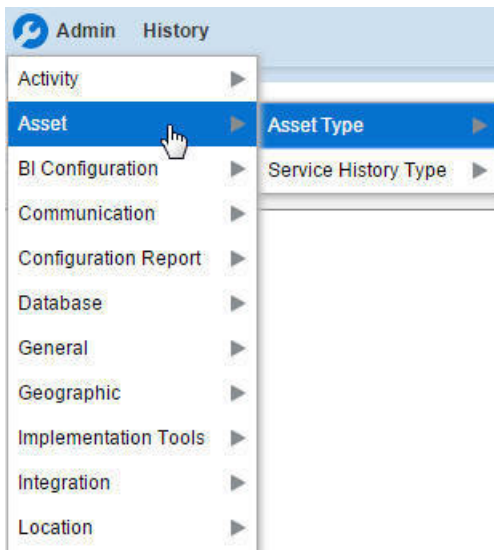 Admin History
Activity
Asset
Asset Type
BI Configuration
Service History Type
Communication
Configuration Report
Database
General
Geographic
Implementation Tools
Integration
Location